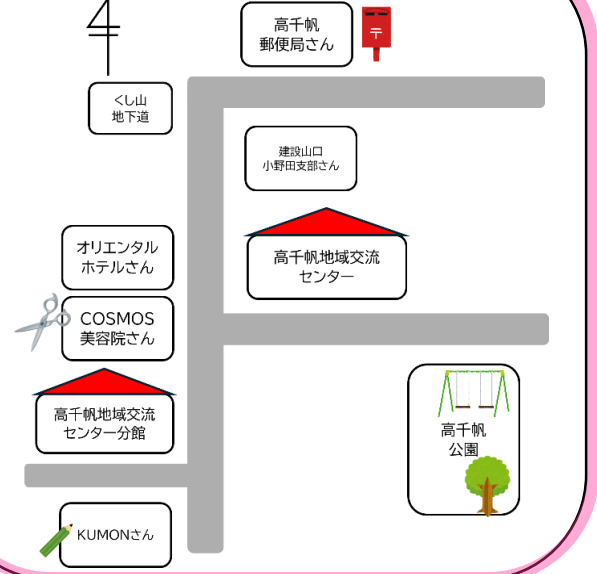 高千帆
郵便局さん
〒
くし山
地下道
建設山口
小野田支部さん
オリエンタル
ホテルさん
高千帆地域交流
センター
COSMOS
美容院さん
高千帆地域交流
センター分館
高千帆
公園
KUMONさん